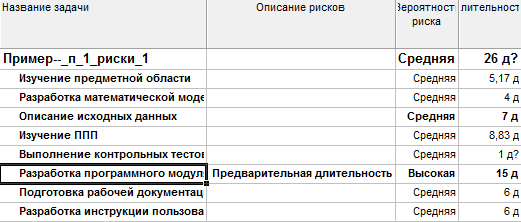 Название задачи Описание рисков Вероятность риска длительность
Пример--_п_1_риски_1 Средняя 26 д?
Изучение предметной области Средняя 5,17 д
Разработка математической моде Средняя 4 д
Описание исходных данных Средняя 7 д
Изучение ППП Средняя 8,83 д
Выполнение контрольных тестов Средняя 1 д?
Разработка программного модул Предварительная длительность Высокая 15 д
Подготовка рабочей документац Средняя 6 д
Разработка инструкции пользова Средняя 6 д